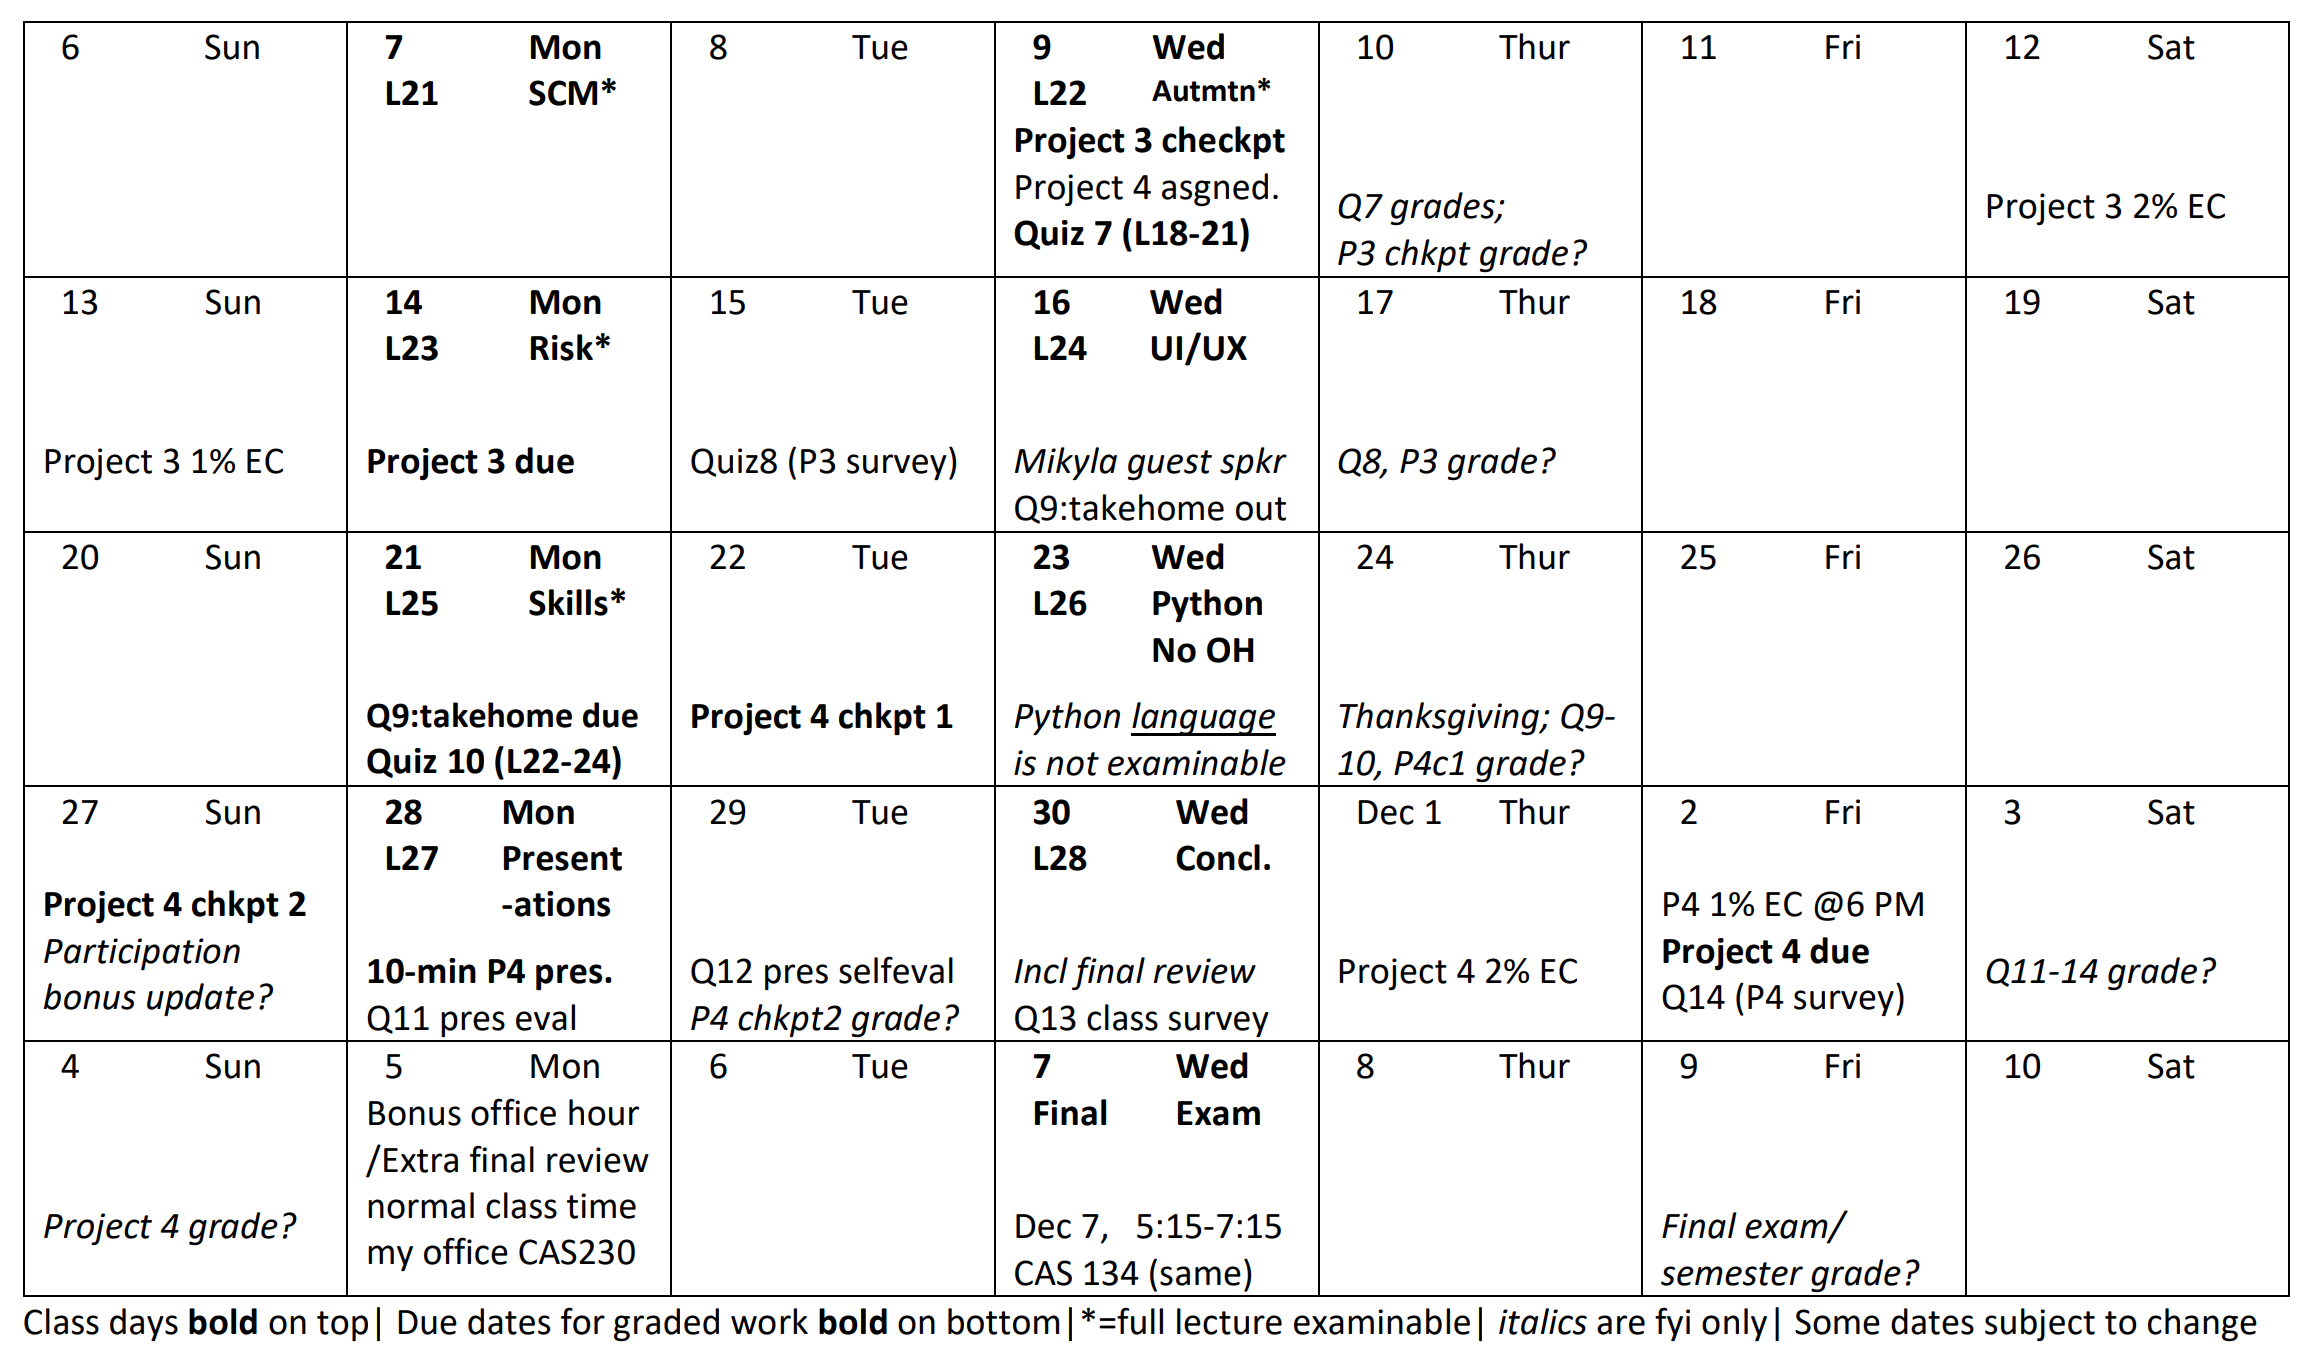 6 Sun
7 Mon
L21 SCM*
8 Tue
9 Wed
L22 Autmtn*
Project 3 checkpt
Project 4 asgned.
Quiz 7 (L18-21)
10 Thur
Q7 grades;
P3 chkpt grade?
11 Fri
12 Sat
Project 3 2% EC
13 Sun
Project 3 1% EC
14 Mon
L23 Risk*
Project 3 due
15 Tue
Quiz8 (P3 survey)
16 Wed
L24 UI/UX
Mikyla guest spkr
Q9:takehome out
17 Thur
Q8, P3 grade?
18 Fri
19 Sat
20 Sun
21 Mon
L25 Skills*
Q9:takehome due
Quiz 10 (L22-24)
22 Tue
Project 4 chkpt 1
23 Wed
L26 Python
No OH
Python language
is not examinable
24 Thur
Thanksgiving; Q9-
10, P4c1 grade?
25 Fri
26 Sat
27 Sun
Project 4 chkpt 2
Participation
bonus update?
28 Mon
L27 Present
-ations
10-min P4 pres.
Q11 pres eval
29 Tue
Q12 pres selfeval
P4 chkpt2 grade?
30 Wed
L28 Concl.
Incl final review
Q13 class survey
Dec 1 Thur
Project 4 2% EC
2 Fri
P4 1% EC @6 PM
Project 4 due
Q14 (P4 survey)
3 Sat
Q11-14 grade?
4 Sun
Project 4 grade?
5 Mon
Bonus office hour
/Extra final review
normal class time
my office CAS230
6 Tue
7 Wed
Final Exam
Dec 7, 5:15-7:15
CAS 134 (same)
8 Thur
9 Fri
Final exam/
semester grade?
10 Sat
Class days bold on top| Due dates for graded work bold on bottom|*=full lecture examinable| italics are fyi only| Some dates subject to change